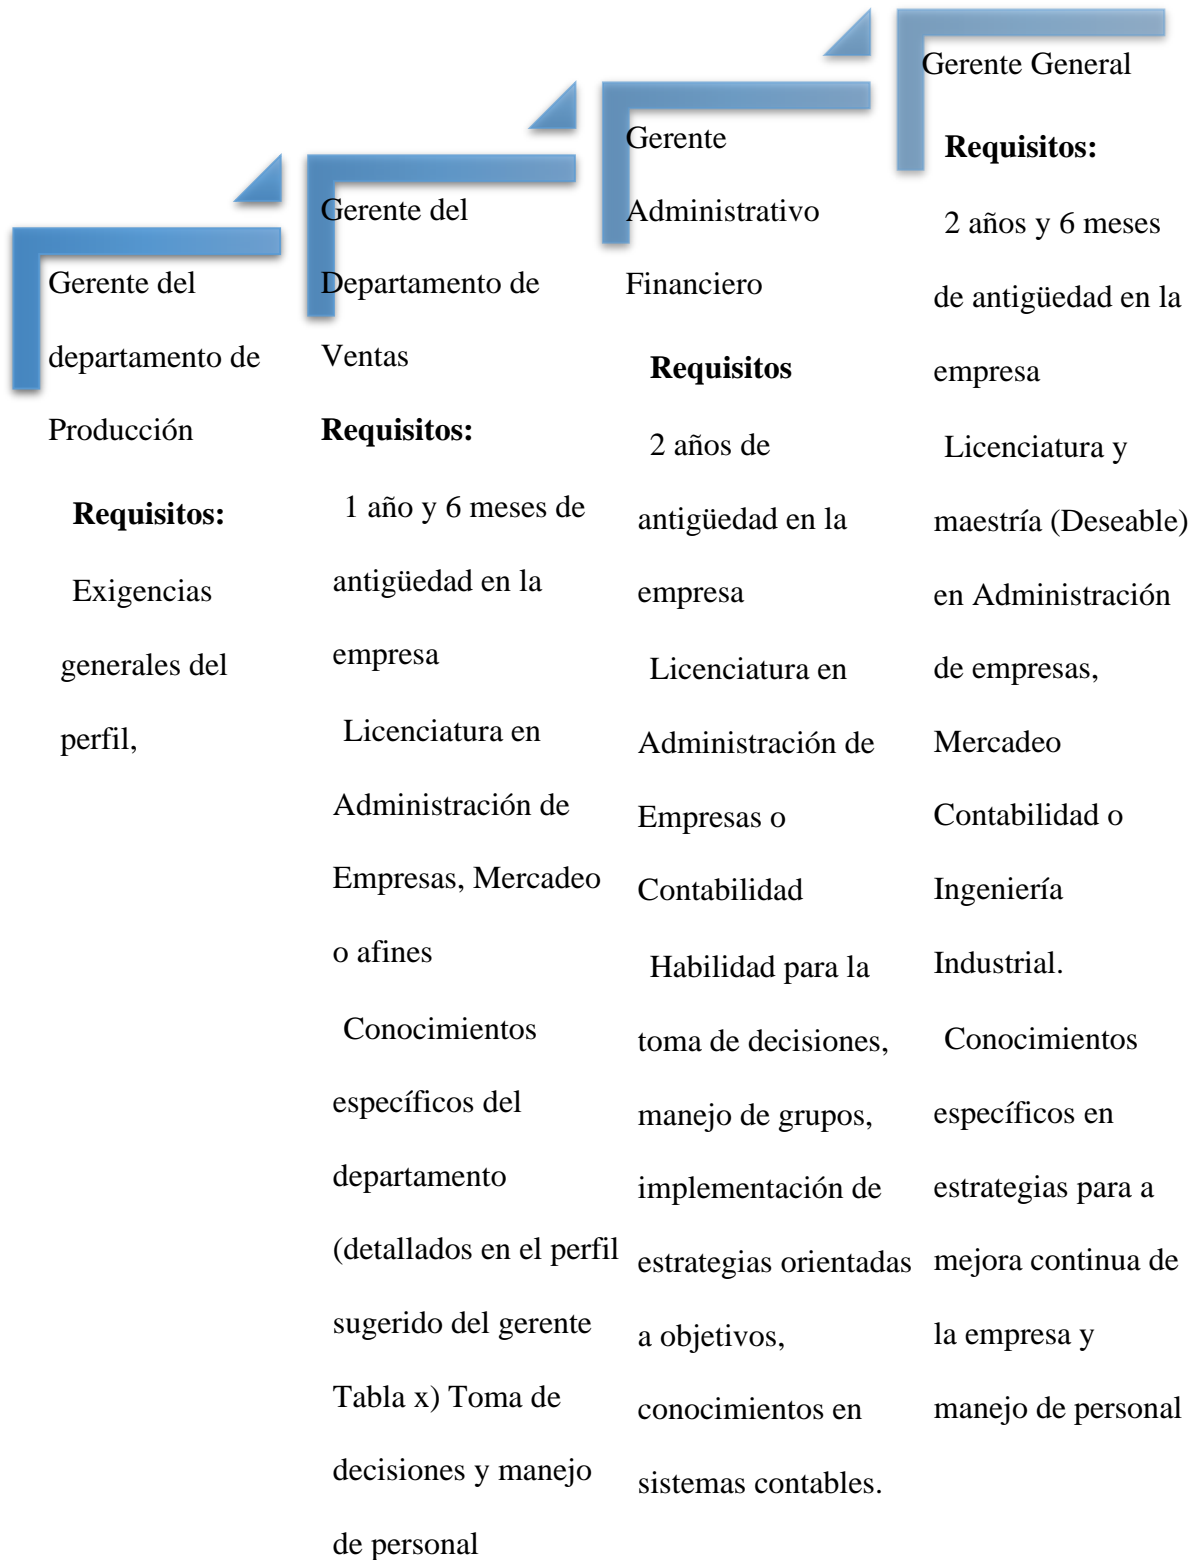 Gerente del
departamento de
Producción
Requisitos:
Exigencias
generales del
perfil,
Gerente del
Departamento de
Ventas
Requisitos:
1 año y 6 meses de
antigüedad en la
empresa
Licenciatura en
Administración de
Empresas, Mercadeo
o afines
Conocimientos
específicos del
departamento
(detallados en el perfil
sugerido del gerente
Tabla x) Toma de
decisiones y manejo
de personal
Gerente
Administrativo
Financiero
Requisitos
2 años de
antigüedad en la
empresa
Licenciatura en
Administración de
Empresas o
Contabilidad
Habilidad para la
toma de decisiones,
manejo de grupos,
implementación de
estrategias orientadas
a objetivos,
conocimientos en
sistemas contables.
Gerente General
Requisitos:
2 años y 6 meses
de antigüedad en la
empresa
Licenciatura y
maestría (Deseable)
en Administración
de empresas,
Mercadeo
Contabilidad o
Ingeniería
Industrial.
Conocimientos
específicos en
estrategias para a
mejora continua de
la empresa y
manejo de personal